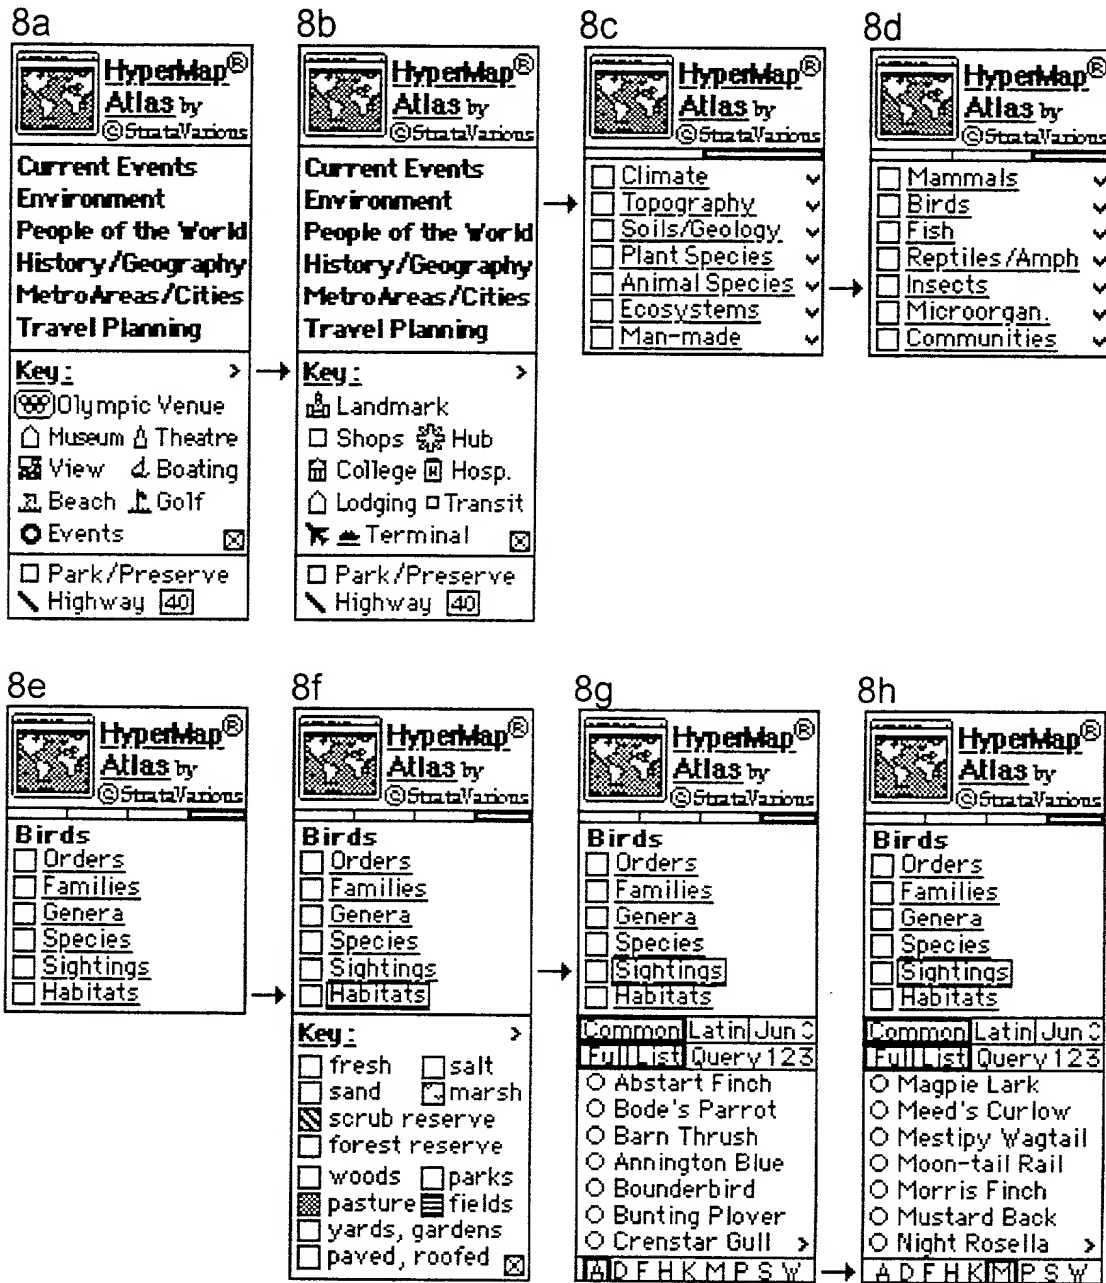 8a
HyperMap®
Atlas by
©StrataVarious
Current Events
Environment
People of the World
History/Geography
MetroAreas/Cities
Travel Planning
Key: >
Olympic Venue
Museum Theatre
View Boating
Beach Golf
Events
Park/Preserve
Highway 40
8b
HyperMap®
Atlas by
©StrataVarious
Current Events
Environment
People of the World
History/Geography
MetroAreas/Cities
Travel Planning
Key: >
Landmark
Shops Hub
College H Hosp.
Lodging Transit
Terminal
Park/Preserve
Highway 40
8c
HyperMap®
Atlas by
©StrataVarious
Climate
Topography
Soils/Geology
Plant Species
Animal Species
Ecosystems
Man-made
8d
HyperMap®
Atlas by
©StrataVarious
Mammals
Birds
Fish
Reptiles/Amph
Insects
Microorgan.
Communities
8e
HyperMap®
Atlas by
©StrataVarious
Birds
Orders
Families
Genera
Species
Sightings
Habitats
8f
HyperMap®
Atlas by
©StrataVarious
Birds
Orders
Families
Genera
Species
Sightings
Habitats
Key: >
fresh salt
sand marsh
scrub reserve
forest reserve
woods parks
pasture fields
yards, gardens
paved, roofed
8g
HyperMap®
Atlas by
©StrataVarious
Birds
Orders
Families
Genera
Species
Sightings
Habitats
Common Latin Jun
Full List Query 123
Abstart Finch
Bode's Parrot
Barn Thrush
Annington Blue
Bounderbird
Bunting Plover
Crenstar Gull >
A D F H K M P S W
8h
HyperMap®
Atlas by
©StrataVarious
Birds
Orders
Families
Genera
Species
Sightings
Habitats
Common Latin Jun
Full List Query 123
Magpie Lark
Meed's Curlow
Mestipy Wagtail
Moon-tail Rail
Morris Finch
Mustard Back
Night Rosella >
A D F H K M P S W